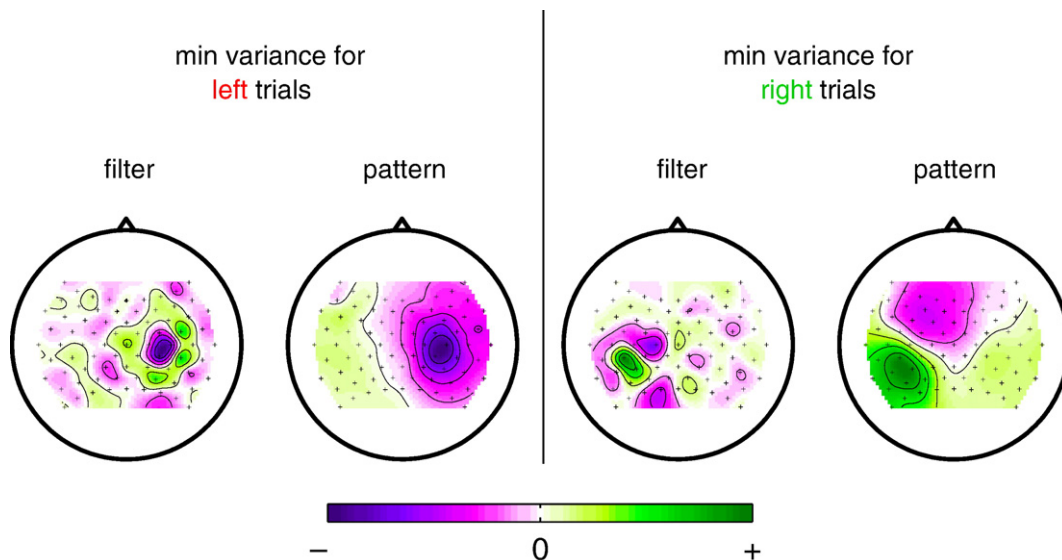 min variance for
left trials
filter
pattern
min variance for
right trials
filter
pattern
− 0 +